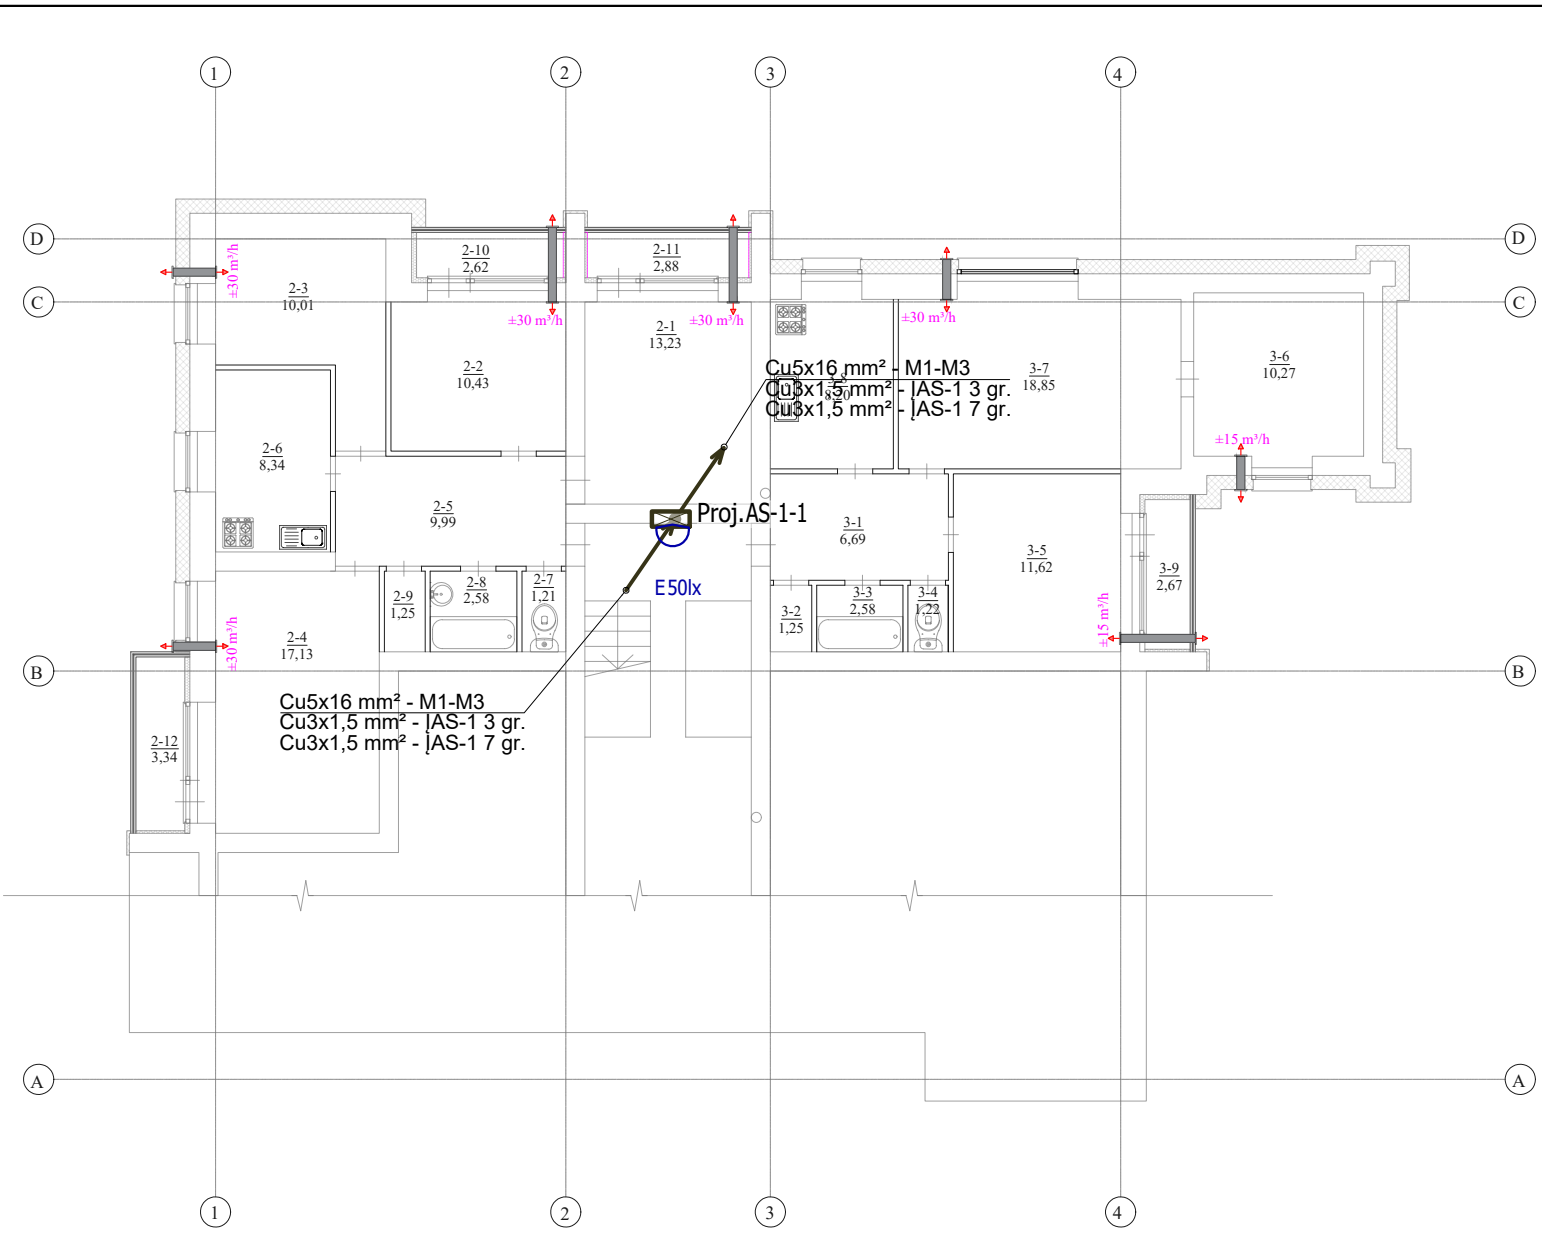 1
2
3
4
D
D
±30 m³/h
2-10
2,62
2-11
2,88
2-3
10,01
C
C
±30 m³/h
±30 m³/h
±30 m³/h
2-1
13,23
2-2
10,43
Cu5x16 mm² - M1-M3
Cu3x1,5 mm² - ĮAS-1 3 gr.
Cu3x1,5 mm² - ĮAS-1 7 gr.
8,20
3-7
18,85
3-6
10,27
±15 m³/h
2-6
8,34
2-5
9,99
Proj.AS-1-1
3-1
6,69
3-5
11,62
3-9
2,67
E50lx
2-9
1,25
2-8
2,58
2-7
1,21
3-2
1,25
3-3
2,58
3-4
1,22
±15 m³/h
±30 m³/h
2-4
17,13
B
B
Cu5x16 mm² - M1-M3
Cu3x1,5 mm² - ĮAS-1 3 gr.
Cu3x1,5 mm² - ĮAS-1 7 gr.
2-12
3,34
A
A
1
2
3
4